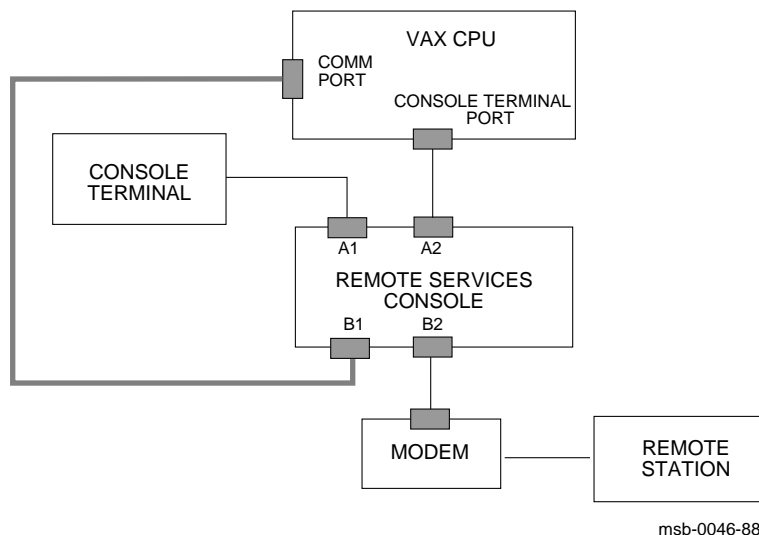 VAX CPU
COMM
PORT
CONSOLE TERMINAL
PORT
CONSOLE
TERMINAL
A1
A2
REMOTE SERVICES
CONSOLE
B1
B2
MODEM
REMOTE
STATION
msb-0046-88